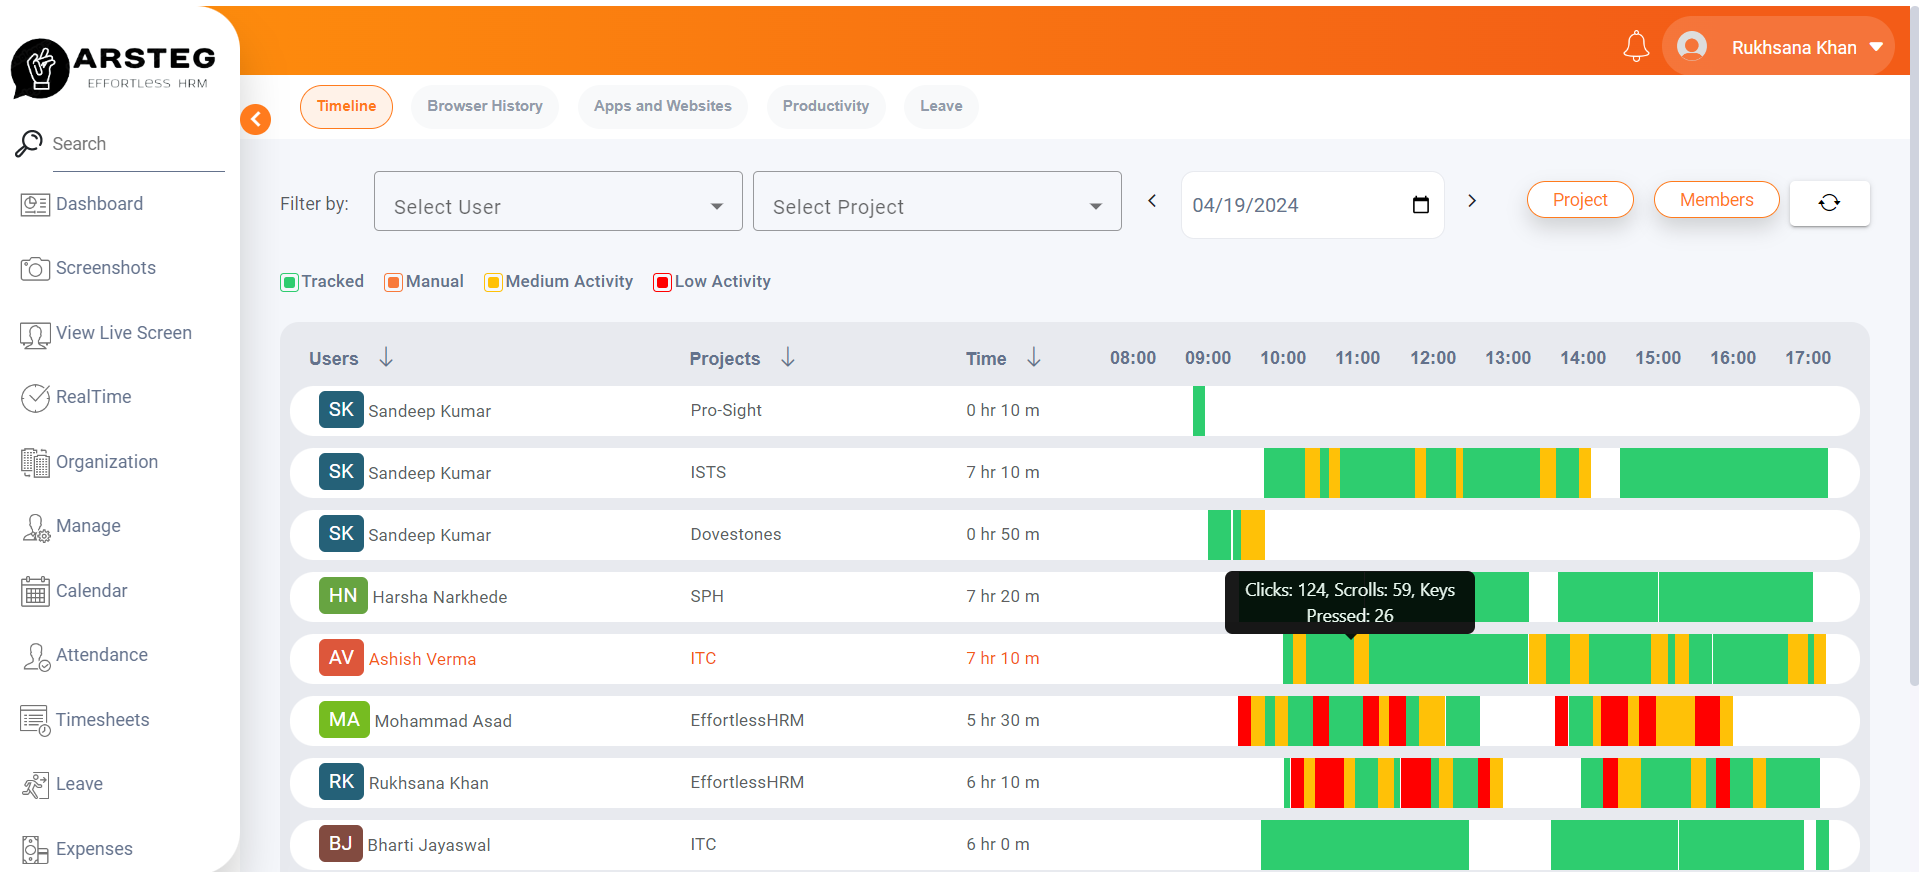 ARSTEG
EFFORTLESS HRM
Rukhsana Khan
Timeline Browser History Apps and Websites Productivity Leave
Search
Dashboard
Screenshots
View Live Screen
RealTime
Organization
Manage
Calendar
Attendance
Timesheets
Leave
Expenses
Filter by: Select User Select Project 04/19/2024 Project Members
Tracked Manual Medium Activity Low Activity
Users Projects Time 08:00 09:00 10:00 11:00 12:00 13:00 14:00 15:00 16:00 17:00
SK Sandeep Kumar Pro-Sight 0 hr 10 m
SK Sandeep Kumar ISTS 7 hr 10 m
SK Sandeep Kumar Dovestones 0 hr 50 m
HN Harsha Narkhede SPH 7 hr 20 m
Clicks: 124, Scrolls: 59, Keys
Pressed: 26
AV Ashish Verma ITC 7 hr 10 m
MA Mohammad Asad EffortlessHRM 5 hr 30 m
RK Rukhsana Khan EffortlessHRM 6 hr 10 m
BJ Bharti Jayaswal ITC 6 hr 0 m